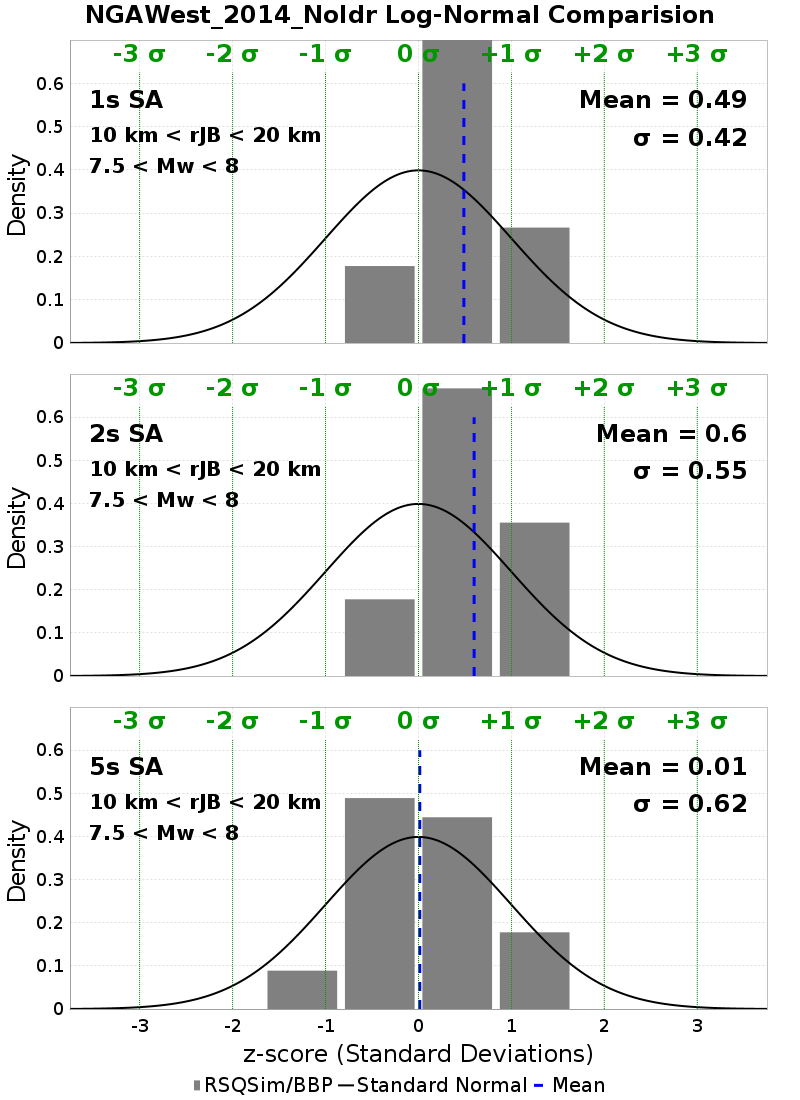 NGAWest_2014_NoIdr Log-Normal Comparision
-3 σ -2 σ -1 σ 0 σ +1 σ +2 σ +3 σ
1s SA
10 km < rJB < 20 km
7.5 < Mw < 8
Mean = 0.49
σ = 0.42
Density
0.6
0.5
0.4
0.3
0.2
0.1
0
-3 σ -2 σ -1 σ 0 σ +1 σ +2 σ +3 σ
2s SA
10 km < rJB < 20 km
7.5 < Mw < 8
Mean = 0.6
σ = 0.55
Density
0.6
0.5
0.4
0.3
0.2
0.1
0
-3 σ -2 σ -1 σ 0 σ +1 σ +2 σ +3 σ
5s SA
10 km < rJB < 20 km
7.5 < Mw < 8
Mean = 0.01
σ = 0.62
Density
0.6
0.5
0.4
0.3
0.2
0.1
0
-3 -2 -1 0 1 2 3
z-score (Standard Deviations)
RSQSim/BBP Standard Normal Mean